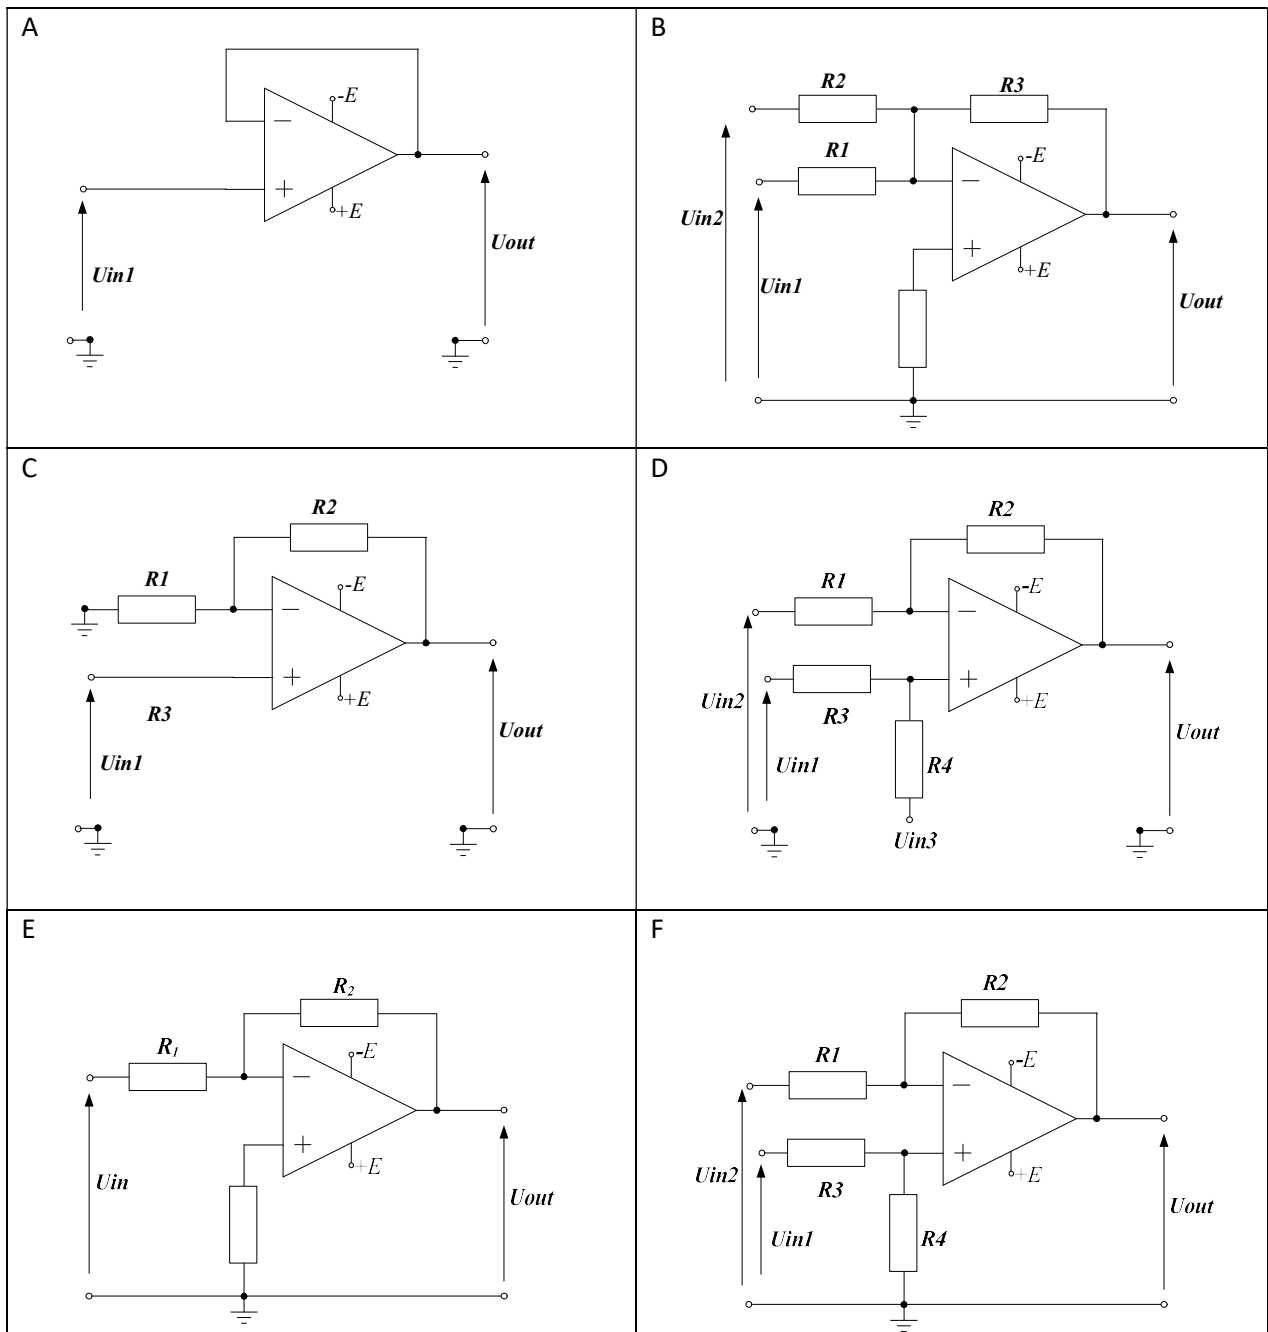 A
-E
+E
Uin1
Uout
B
R2
R3
R1
-E
Uin2
+E
Uin1
Uout
C
R2
R1
-E
+E
R3
Uout
Uin1
D
R2
R1
-E
Uin2
+E
R3
Uout
Uin1
R4
Uin3
E
R2
R1
-E
+E
Uin
Uout
F
R2
R1
-E
Uin2
+E
R3
Uout
Uin1
R4